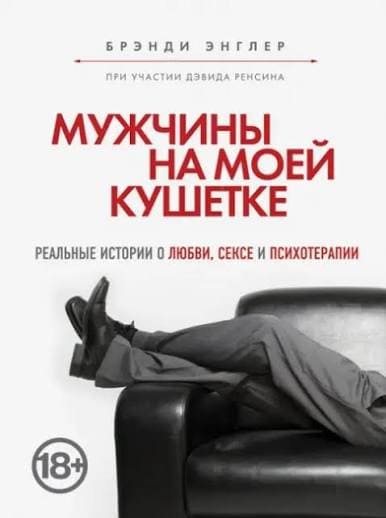 БРЭНДИ ЭНГЛЕР
ПРИ УЧАСТИИ ДЭВИДА РЕНСИНА
МУЖЧИНЫ
НА МОЕЙ
КУШЕТКЕ
РЕАЛЬНЫЕ ИСТОРИИ О ЛЮБВИ, СЕКСЕ И ПСИХОТЕРАПИИ
18+